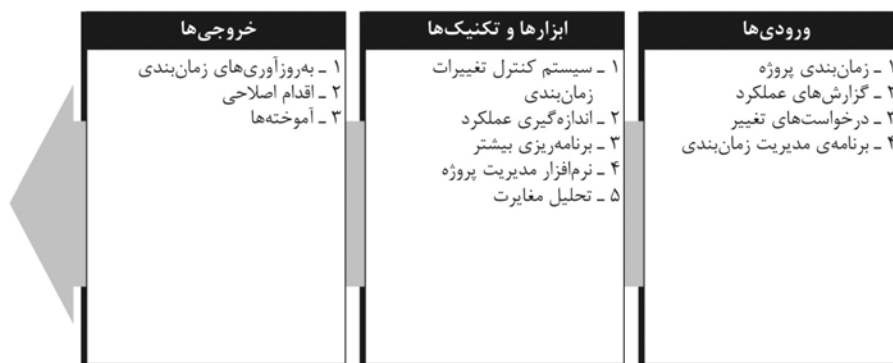 ورودی‌ها
۱ ـ زمان‌بندی پروژه
۲ ـ گزارش‌های عملکرد
۳ ـ درخواست‌های تغییر
۴ ـ برنامه‌ی مدیریت زمان‌بندی
ابزارها و تکنیک‌ها
۱ ـ سیستم کنترل تغییرات
زمان‌بندی
۲ ـ اندازه‌گیری عملکرد
۳ ـ برنامه‌ریزی بیشتر
۴ ـ نرم‌افزار مدیریت پروژه
۵ ـ تحلیل مغایرت
خروجی‌ها
۱ ـ به‌روزآوری‌های زمان‌بندی
۲ ـ اقدام اصلاحی
۳ ـ آموخته‌ها